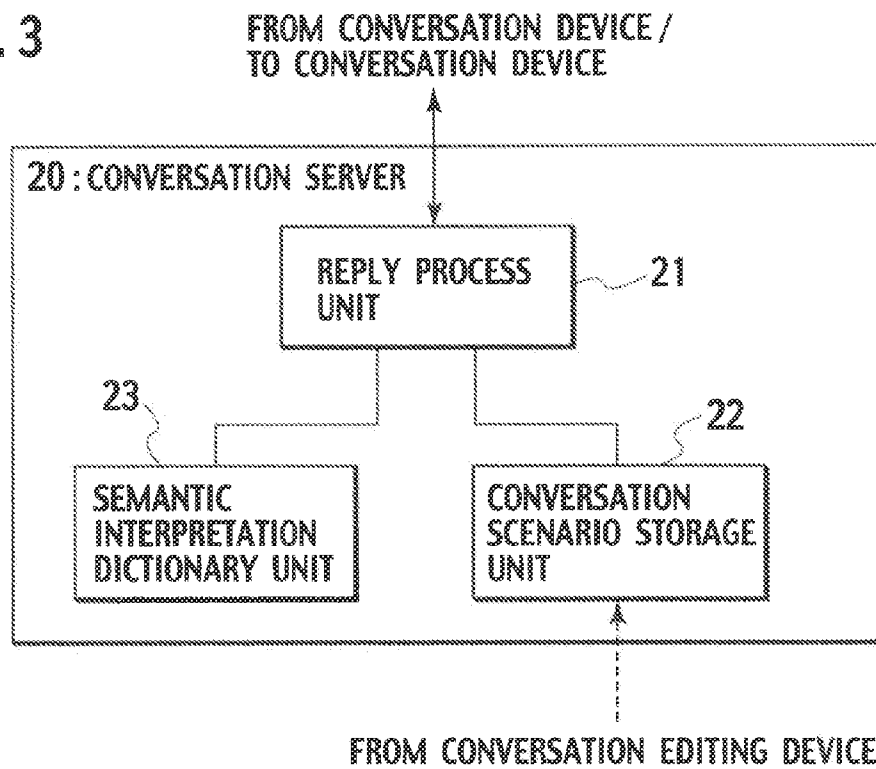 . 3
FROM CONVERSATION DEVICE /
TO CONVERSATION DEVICE
20 : CONVERSATION SERVER
REPLY PROCESS
UNIT
21
23
22
SEMANTIC
INTERPRETATION
DICTIONARY UNIT
CONVERSATION
SCENARIO STORAGE
UNIT
FROM CONVERSATION EDITING DEVICE